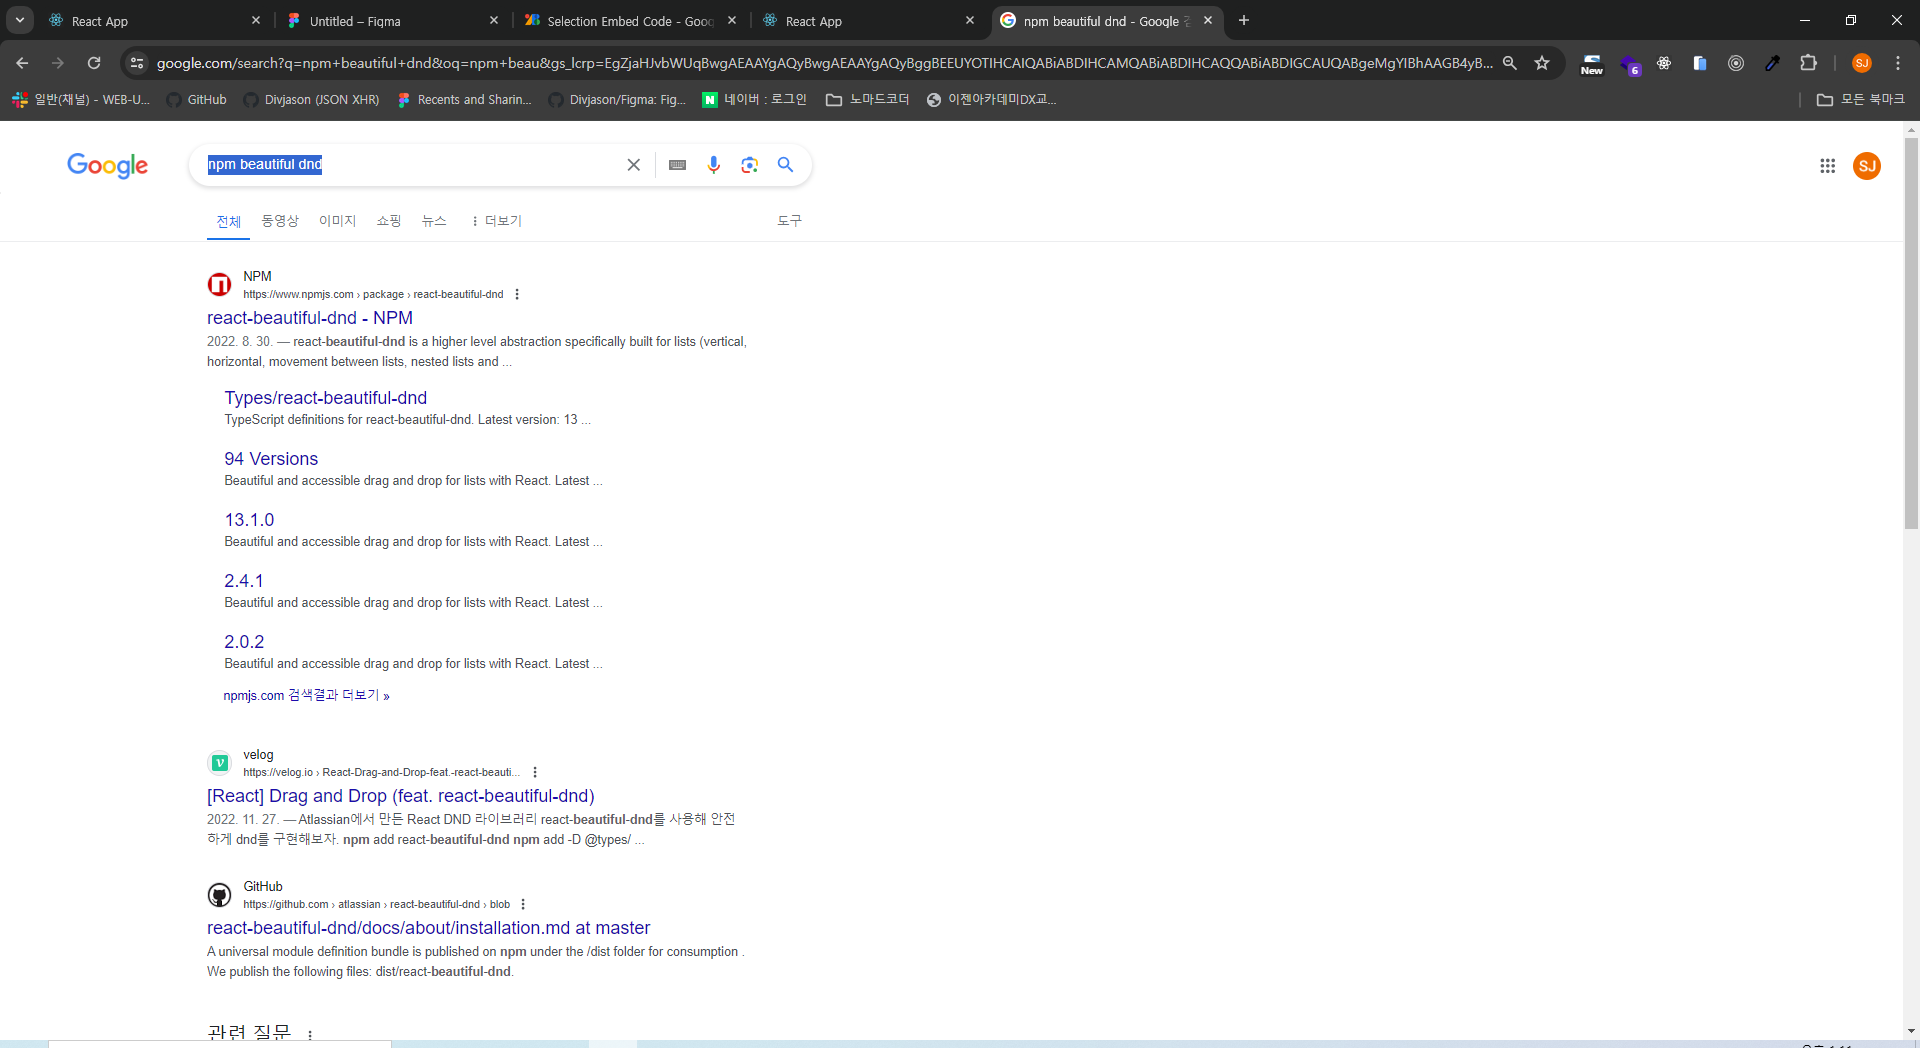 React App
Untitled – Figma
Selection Embed Code - Goog
React App
npm beautiful dnd - Google
google.com/search?q=npm+beautiful+dnd&oq=npm+beau&gs_lcrp=EgZjaHJvbWUqBwgAEAAYgAQyBwgAEAAYgAQyBggBEEUYOTIHCAIQABiABDIHCAMQABiABDIHCAQQABiABDIGCAUQABgeMgYIBhAAGB4yB...
New
6
SJ
일반(채널) - WEB-U...
GitHub
Divjason (JSON XHR)
Recents and Sharin...
Divjason/Figma: Fig...
네이버 : 로그인
노마드코더
이젠아카데미DX교...
모든 북마크
Google
npm beautiful dnd
SJ
전체 동영상 이미지 쇼핑 뉴스 더보기 도구
NPM
https://www.npmjs.com › package › react-beautiful-dnd
react-beautiful-dnd - NPM
2022. 8. 30. — react-beautiful-dnd is a higher level abstraction specifically built for lists (vertical,
horizontal, movement between lists, nested lists and ...
Types/react-beautiful-dnd
TypeScript definitions for react-beautiful-dnd. Latest version: 13 ...
94 Versions
Beautiful and accessible drag and drop for lists with React. Latest ...
13.1.0
Beautiful and accessible drag and drop for lists with React. Latest ...
2.4.1
Beautiful and accessible drag and drop for lists with React. Latest ...
2.0.2
Beautiful and accessible drag and drop for lists with React. Latest ...
npmjs.com 검색결과 더보기 »
velog
https://velog.io › React-Drag-and-Drop-feat.-react-beauti...
[React] Drag and Drop (feat. react-beautiful-dnd)
2022. 11. 27. — Atlassian에서 만든 React DND 라이브러리 react-beautiful-dnd를 사용해 안전
하게 dnd를 구현해보자. npm add react-beautiful-dnd npm add -D @types/ ...
GitHub
https://github.com › atlassian › react-beautiful-dnd › blob
react-beautiful-dnd/docs/about/installation.md at master
A universal module definition bundle is published on npm under the /dist folder for consumption .
We publish the following files: dist/react-beautiful-dnd.
관련 질문